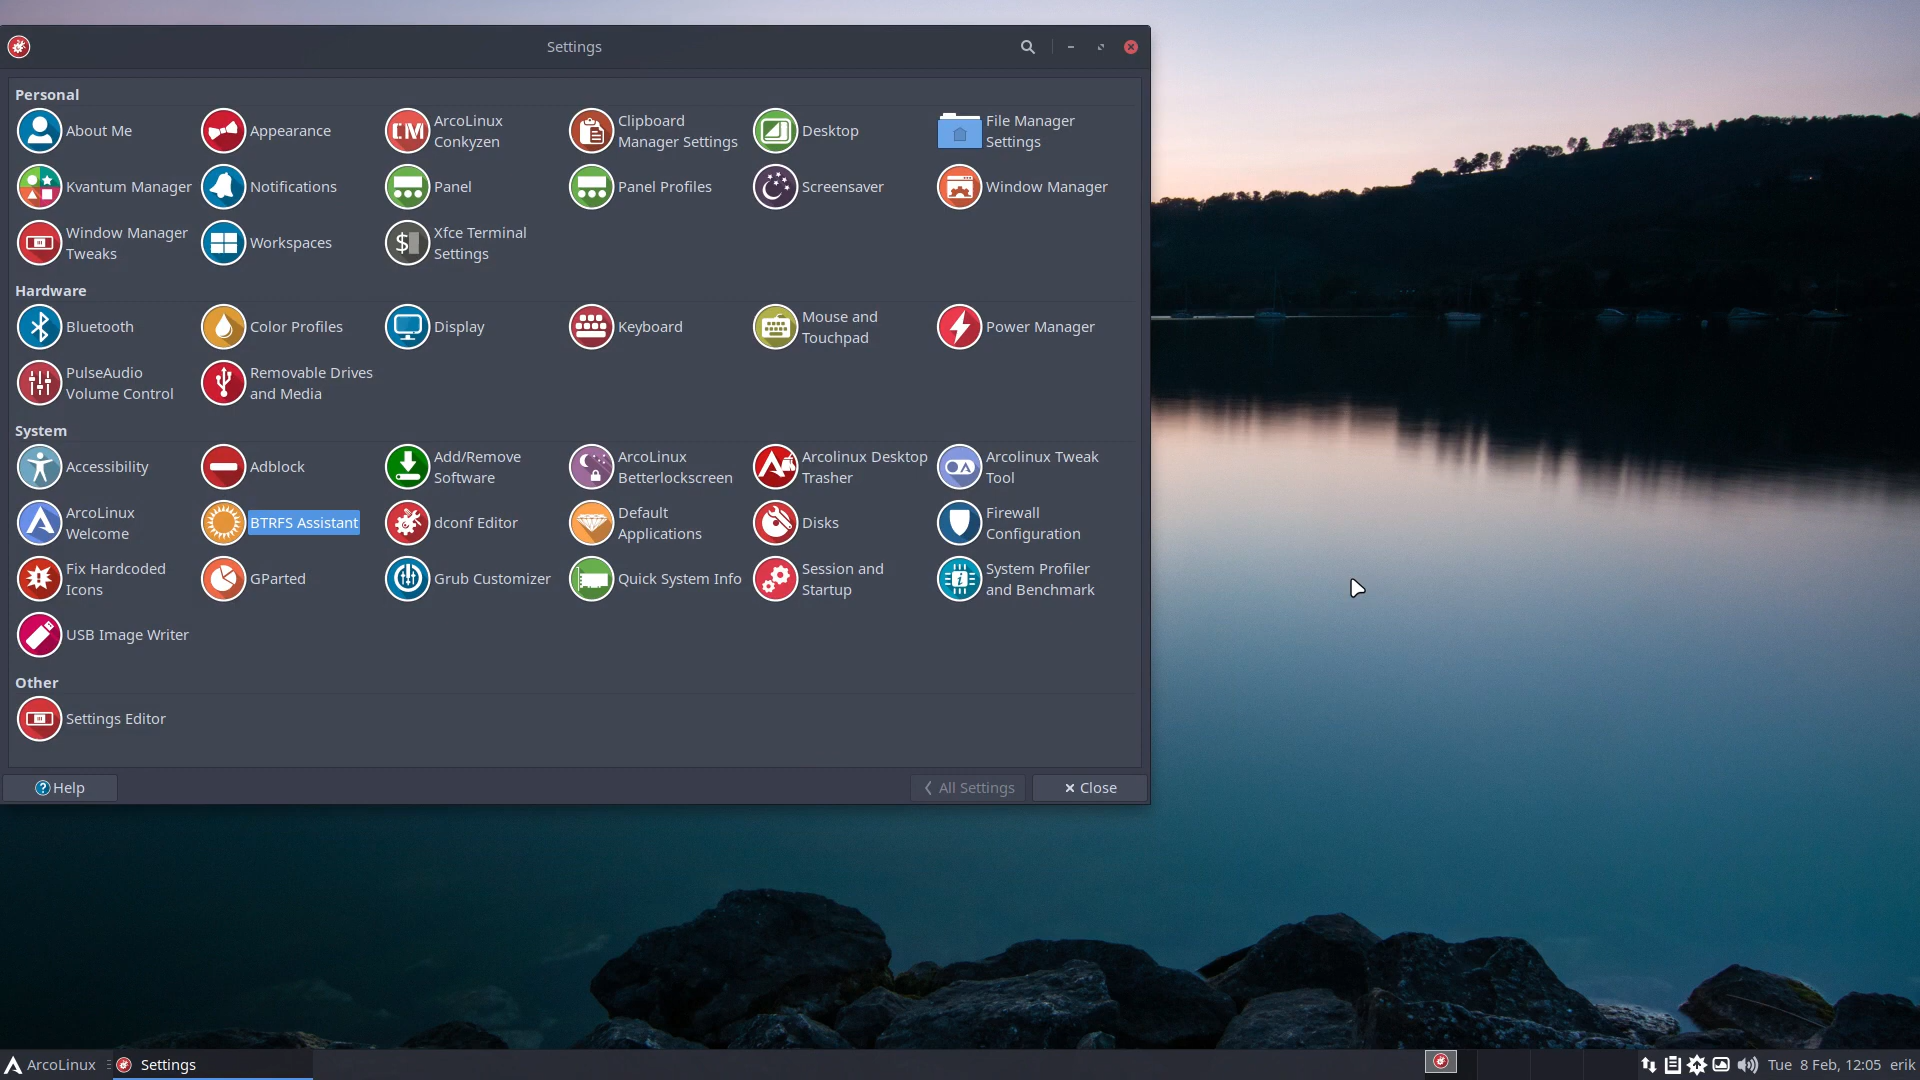 Settings
Personal
About Me
Appearance
ArcoLinux
Conkyzen
Clipboard
Manager Settings
Desktop
File Manager
Settings
Kvantum Manager
Notifications
Panel
Panel Profiles
Screensaver
Window Manager
Window Manager
Tweaks
Workspaces
Xfce Terminal
Settings
Hardware
Bluetooth
Color Profiles
Display
Keyboard
Mouse and
Touchpad
Power Manager
PulseAudio
Volume Control
Removable Drives
and Media
System
Accessibility
Adblock
Add/Remove
Software
ArcoLinux
Betterlockscreen
Arcolinux Desktop
Trasher
Arcolinux Tweak
Tool
ArcoLinux
Welcome
BTRFS Assistant
dconf Editor
Default
Applications
Disks
Firewall
Configuration
Fix Hardcoded
Icons
GParted
Grub Customizer
Quick System Info
Session and
Startup
System Profiler
and Benchmark
USB Image Writer
Other
Settings Editor
Help
All Settings
Close
ArcoLinux
Settings
Tue 8 Feb, 12:05
erik